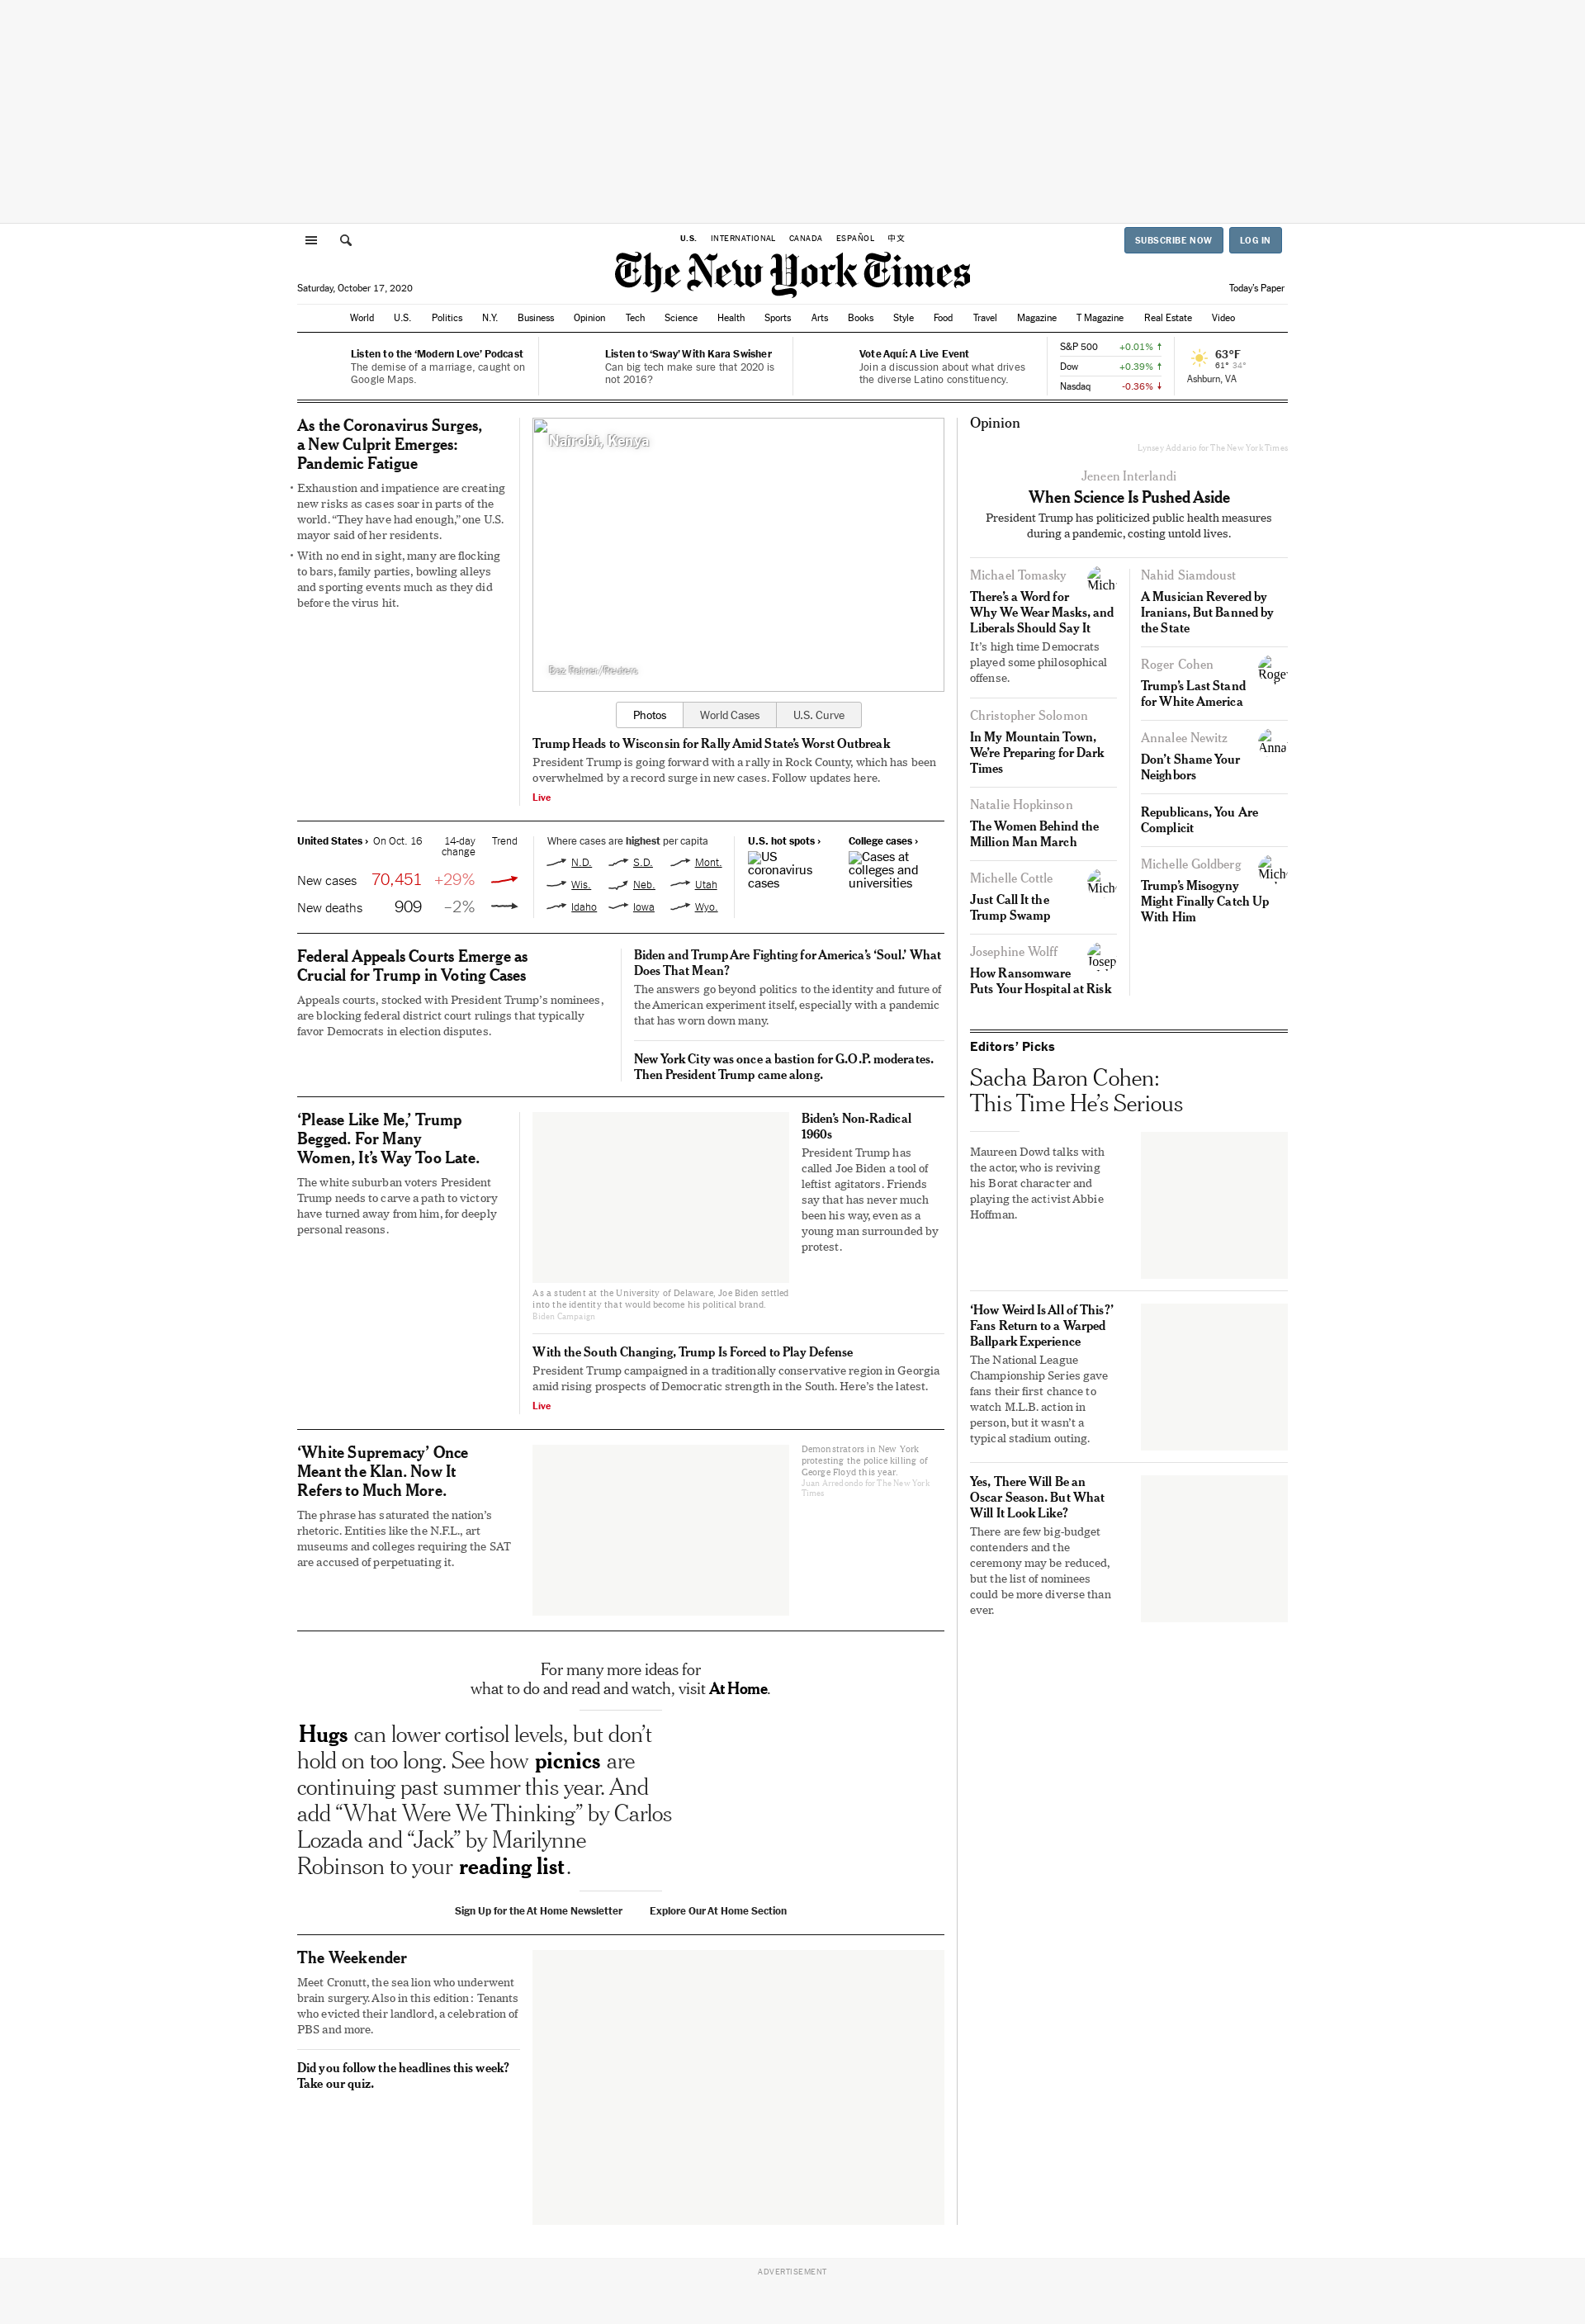 U.S. INTERNATIONAL CANADA ESPAÑOL 中文
SUBSCRIBE NOW LOG IN
The New York Times
Saturday, October 17, 2020
Today's Paper
World U.S. Politics N.Y. Business Opinion Tech Science Health Sports Arts Books Style Food Travel Magazine T Magazine Real Estate Video
Listen to the ‘Modern Love’ Podcast
The demise of a marriage, caught on
Google Maps.
Listen to ‘Sway’ With Kara Swisher
Can big tech make sure that 2020 is
not 2016?
Vote Aquí: A Live Event
Join a discussion about what drives
the diverse Latino constituency.
S&P 500 +0.01% ↑
Dow +0.39% ↑
Nasdaq -0.36% ↓
63°F
61° 34°
Ashburn, VA
As the Coronavirus Surges,
a New Culprit Emerges:
Pandemic Fatigue
• Exhaustion and impatience are creating
new risks as cases soar in parts of the
world. “They have had enough,” one U.S.
mayor said of her residents.
• With no end in sight, many are flocking
to bars, family parties, bowling alleys
and sporting events much as they did
before the virus hit.
Nairobi, Kenya
Baz Ratner/Reuters
Photos World Cases U.S. Curve
Trump Heads to Wisconsin for Rally Amid State’s Worst Outbreak
President Trump is going forward with a rally in Rock County, which has been
overwhelmed by a record surge in new cases. Follow updates here.
Live
United States › On Oct. 16 14-day
change Trend
New cases 70,451 +29%
New deaths 909 –2%
Where cases are highest per capita
N.D. S.D. Mont.
Wis. Neb. Utah
Idaho Iowa Wyo.
U.S. hot spots ›
US
coronavirus
cases
College cases ›
Cases at
colleges and
universities
Federal Appeals Courts Emerge as
Crucial for Trump in Voting Cases
Appeals courts, stocked with President Trump’s nominees,
are blocking federal district court rulings that typically
favor Democrats in election disputes.
Biden and Trump Are Fighting for America’s ‘Soul.’ What
Does That Mean?
The answers go beyond politics to the identity and future of
the American experiment itself, especially with a pandemic
that has worn down many.
New York City was once a bastion for G.O.P. moderates.
Then President Trump came along.
‘Please Like Me,’ Trump
Begged. For Many
Women, It’s Way Too Late.
The white suburban voters President
Trump needs to carve a path to victory
have turned away from him, for deeply
personal reasons.
As a student at the University of Delaware, Joe Biden settled
into the identity that would become his political brand.
Biden Campaign
Biden’s Non-Radical
1960s
President Trump has
called Joe Biden a tool of
leftist agitators. Friends
say that has never much
been his way, even as a
young man surrounded by
protest.
With the South Changing, Trump Is Forced to Play Defense
President Trump campaigned in a traditionally conservative region in Georgia
amid rising prospects of Democratic strength in the South. Here’s the latest.
Live
‘White Supremacy’ Once
Meant the Klan. Now It
Refers to Much More.
The phrase has saturated the nation’s
rhetoric. Entities like the N.F.L., art
museums and colleges requiring the SAT
are accused of perpetuating it.
Demonstrators in New York
protesting the police killing of
George Floyd this year.
Juan Arredondo for The New York
Times
For many more ideas for
what to do and read and watch, visit At Home.
Hugs can lower cortisol levels, but don’t
hold on too long. See how picnics are
continuing past summer this year. And
add “What Were We Thinking” by Carlos
Lozada and “Jack” by Marilynne
Robinson to your reading list.
Sign Up for the At Home Newsletter Explore Our At Home Section
The Weekender
Meet Cronutt, the sea lion who underwent
brain surgery. Also in this edition: Tenants
who evicted their landlord, a celebration of
PBS and more.
Did you follow the headlines this week?
Take our quiz.
Opinion
Lynsey Addario for The New York Times
Jeneen Interlandi
When Science Is Pushed Aside
President Trump has politicized public health measures
during a pandemic, costing untold lives.
Michael Tomasky
Mich
There’s a Word for
Why We Wear Masks, and
Liberals Should Say It
It’s high time Democrats
played some philosophical
offense.
Christopher Solomon
In My Mountain Town,
We’re Preparing for Dark
Times
Natalie Hopkinson
The Women Behind the
Million Man March
Michelle Cottle
Mich
Just Call It the
Trump Swamp
Josephine Wolff
Josep
How Ransomware
Puts Your Hospital at Risk
Nahid Siamdoust
A Musician Revered by
Iranians, But Banned by
the State
Roger Cohen
Roger
Trump’s Last Stand
for White America
Annalee Newitz
Anna
Don’t Shame Your
Neighbors
Republicans, You Are
Complicit
Michelle Goldberg
Mich
Trump’s Misogyny
Might Finally Catch Up
With Him
Editors’ Picks
Sacha Baron Cohen:
This Time He’s Serious
Maureen Dowd talks with
the actor, who is reviving
his Borat character and
playing the activist Abbie
Hoffman.
‘How Weird Is All of This?’
Fans Return to a Warped
Ballpark Experience
The National League
Championship Series gave
fans their first chance to
watch M.L.B. action in
person, but it wasn’t a
typical stadium outing.
Yes, There Will Be an
Oscar Season. But What
Will It Look Like?
There are few big-budget
contenders and the
ceremony may be reduced,
but the list of nominees
could be more diverse than
ever.
ADVERTISEMENT